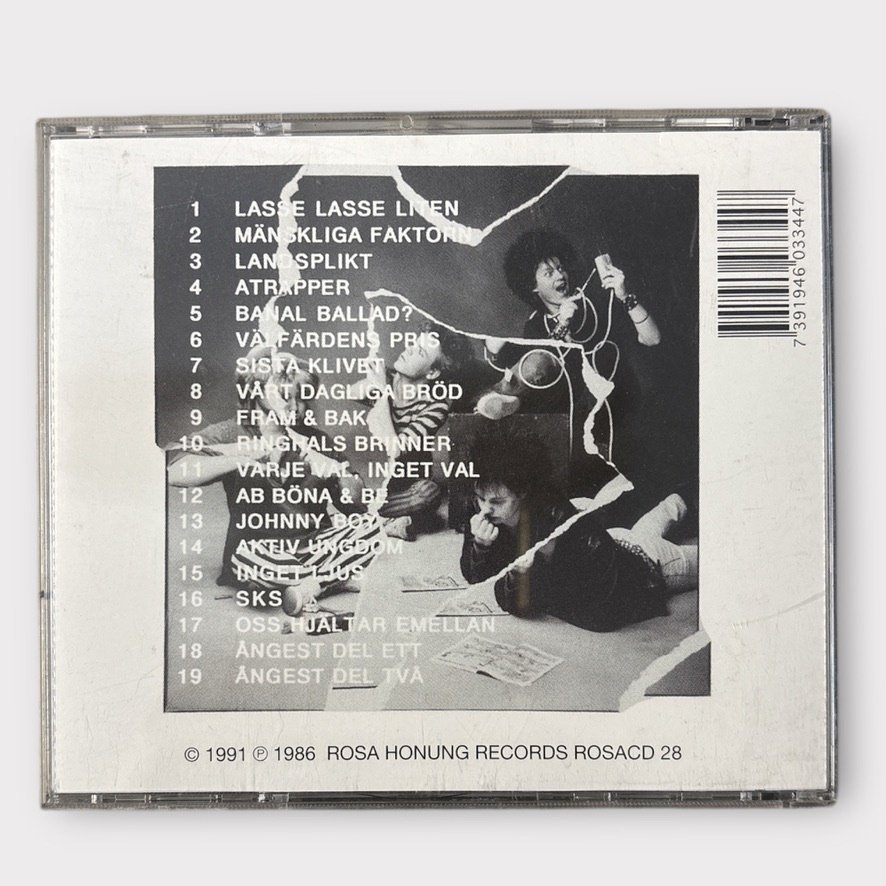 1 LASSE LASSE LITEN
2 MÄNSKLIGA FAKTORN
3 LANDSPLIKT
4 ATRAPPER
5 BANAL BALLAD?
6 VÄLFÄRDENS PRIS
7 SISTA KLIVET
8 VÅRT DAGLIGA BRÖD
9 FRAM & BAK
10 RINGHALS BRINNER
11 VARJE VAL, INGET VAL
12 AB BÖNA & BE
13 JOHNNY BOY
14 AKTIV UNGDOM
15 INGET LJUS
16 SKS
17 OSS HJÄLTAR EMELLAN
18 ÅNGEST DEL ETT
19 ÅNGEST DEL TVÅ
7 391946 033447
© 1991 ℗ 1986 ROSA HONUNG RECORDS ROSACD 28